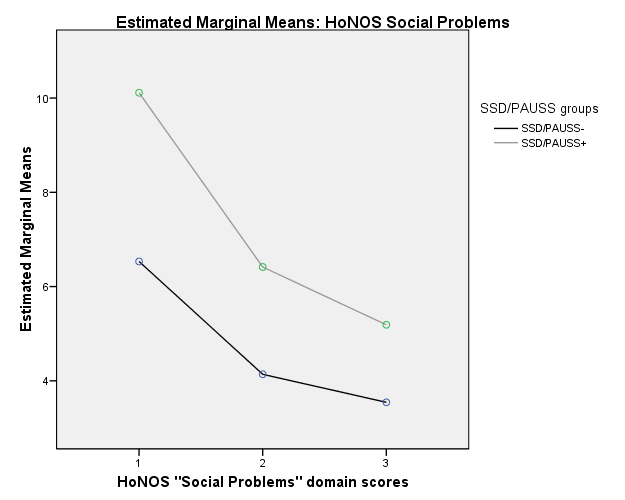 Estimated Marginal Means: HoNOS Social Problems
Estimated Marginal Means
10
8
6
4
1 2 3
HoNOS "Social Problems" domain scores
SSD/PAUSS groups
SSD/PAUSS-
SSD/PAUSS+